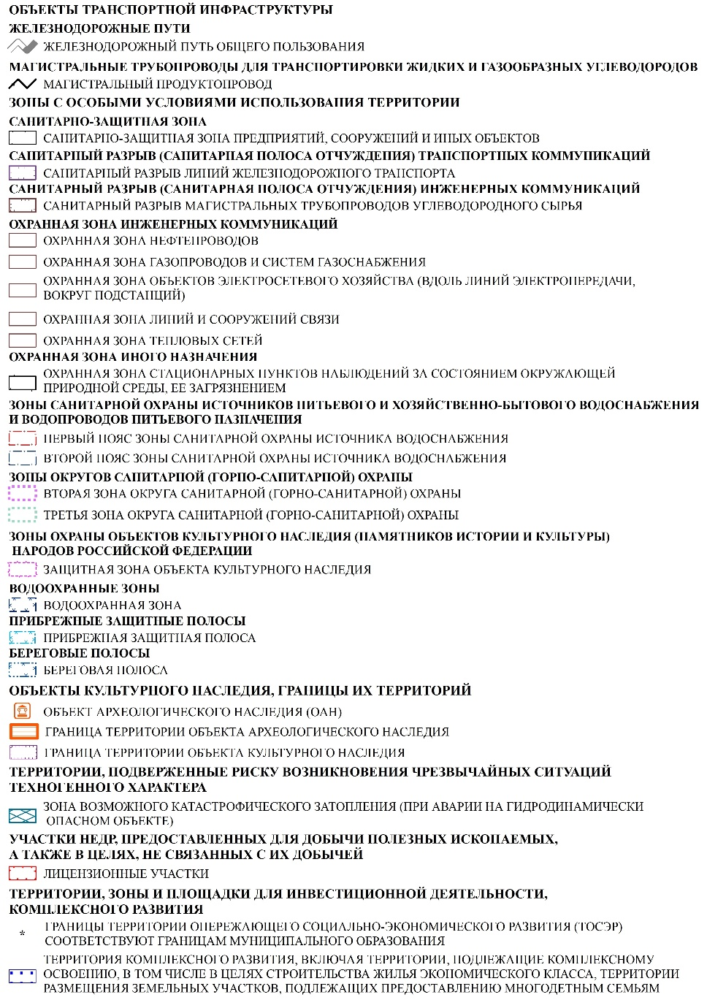 ОБЪЕКТЫ ТРАНСПОРТНОЙ ИНФРАСТРУКТУРЫ
ЖЕЛЕЗНОДОРОЖНЫЕ ПУТИ
ЖЕЛЕЗНОДОРОЖНЫЙ ПУТЬ ОБЩЕГО ПОЛЬЗОВАНИЯ
МАГИСТРАЛЬНЫЕ ТРУБОПРОВОДЫ ДЛЯ ТРАНСПОРТИРОВКИ ЖИДКИХ И ГАЗООБРАЗНЫХ УГЛЕВОДОРОДОВ
МАГИСТРАЛЬНЫЙ ПРОДУКТОПРОВОД
ЗОНЫ С ОСОБЫМИ УСЛОВИЯМИ ИСПОЛЬЗОВАНИЯ ТЕРРИТОРИИ
САНИТАРНО-ЗАЩИТНАЯ ЗОНА
САНИТАРНО-ЗАЩИТНАЯ ЗОНА ПРЕДПРИЯТИЙ, СООРУЖЕНИЙ И ИНЫХ ОБЪЕКТОВ
САНИТАРНЫЙ РАЗРЫВ (САНИТАРНАЯ ПОЛОСА ОТЧУЖДЕНИЯ) ТРАНСПОРТНЫХ КОММУНИКАЦИЙ
САНИТАРНЫЙ РАЗРЫВ ЛИНИЙ ЖЕЛЕЗНОДОРОЖНОГО ТРАНСПОРТА
САНИТАРНЫЙ РАЗРЫВ (САНИТАРНАЯ ПОЛОСА ОТЧУЖДЕНИЯ) ИНЖЕНЕРНЫХ КОММУНИКАЦИЙ
САНИТАРНЫЙ РАЗРЫВ МАГИСТРАЛЬНЫХ ТРУБОПРОВОДОВ УГЛЕВОДОРОДНОГО СЫРЬЯ
ОХРАННАЯ ЗОНА ИНЖЕНЕРНЫХ КОММУНИКАЦИЙ
ОХРАННАЯ ЗОНА НЕФТЕПРОВОДОВ
ОХРАННАЯ ЗОНА ГАЗОПРОВОДОВ И СИСТЕМ ГАЗОСНАБЖЕНИЯ
ОХРАННАЯ ЗОНА ОБЪЕКТОВ ЭЛЕКТРОСЕТЕВОГО ХОЗЯЙСТВА (ВДОЛЬ ЛИНИЙ ЭЛЕКТРОПЕРЕДАЧИ,
ВОКРУГ ПОДСТАНЦИЙ)
ОХРАННАЯ ЗОНА ЛИНИЙ И СООРУЖЕНИЙ СВЯЗИ
ОХРАННАЯ ЗОНА ТЕПЛОВЫХ СЕТЕЙ
ОХРАННАЯ ЗОНА ИНОГО НАЗНАЧЕНИЯ
ОХРАННАЯ ЗОНА СТАЦИОНАРНЫХ ПУНКТОВ НАБЛЮДЕНИЙ ЗА СОСТОЯНИЕМ ОКРУЖАЮЩЕЙ
ПРИРОДНОЙ СРЕДЫ, ЕЕ ЗАГРЯЗНЕНИЕМ
ЗОНЫ САНИТАРНОЙ ОХРАНЫ ИСТОЧНИКОВ ПИТЬЕВОГО И ХОЗЯЙСТВЕННО-БЫТОВОГО ВОДОСНАБЖЕНИЯ
И ВОДОПРОВОДОВ ПИТЬЕВОГО НАЗНАЧЕНИЯ
ПЕРВЫЙ ПОЯС ЗОНЫ САНИТАРНОЙ ОХРАНЫ ИСТОЧНИКА ВОДОСНАБЖЕНИЯ
ВТОРОЙ ПОЯС ЗОНЫ САНИТАРНОЙ ОХРАНЫ ИСТОЧНИКА ВОДОСНАБЖЕНИЯ
ЗОНЫ ОКРУГОВ САНИТАРНОЙ (ГОРНО-САНИТАРНОЙ) ОХРАНЫ
ВТОРАЯ ЗОНА ОКРУГА САНИТАРНОЙ (ГОРНО-САНИТАРНОЙ) ОХРАНЫ
ТРЕТЬЯ ЗОНА ОКРУГА САНИТАРНОЙ (ГОРНО-САНИТАРНОЙ) ОХРАНЫ
ЗОНЫ ОХРАНЫ ОБЪЕКТОВ КУЛЬТУРНОГО НАСЛЕДИЯ (ПАМЯТНИКОВ ИСТОРИИ И КУЛЬТУРЫ)
НАРОДОВ РОССИЙСКОЙ ФЕДЕРАЦИИ
ЗАЩИТНАЯ ЗОНА ОБЪЕКТА КУЛЬТУРНОГО НАСЛЕДИЯ
ВОДООХРАННЫЕ ЗОНЫ
ВОДООХРАННАЯ ЗОНА
ПРИБРЕЖНЫЕ ЗАЩИТНЫЕ ПОЛОСЫ
ПРИБРЕЖНАЯ ЗАЩИТНАЯ ПОЛОСА
БЕРЕГОВЫЕ ПОЛОСЫ
БЕРЕГОВАЯ ПОЛОСА
ОБЪЕКТЫ КУЛЬТУРНОГО НАСЛЕДИЯ, ГРАНИЦЫ ИХ ТЕРРИТОРИЙ
ОБЪЕКТ АРХЕОЛОГИЧЕСКОГО НАСЛЕДИЯ (ОАН)
ГРАНИЦА ТЕРРИТОРИИ ОБЪЕКТА АРХЕОЛОГИЧЕСКОГО НАСЛЕДИЯ
ГРАНИЦА ТЕРРИТОРИИ ОБЪЕКТА КУЛЬТУРНОГО НАСЛЕДИЯ
ТЕРРИТОРИИ, ПОДВЕРЖЕННЫЕ РИСКУ ВОЗНИКНОВЕНИЯ ЧРЕЗВЫЧАЙНЫХ СИТУАЦИЙ
ТЕХНОГЕННОГО ХАРАКТЕРА
ЗОНА ВОЗМОЖНОГО КАТАСТРОФИЧЕСКОГО ЗАТОПЛЕНИЯ (ПРИ АВАРИИ НА ГИДРОДИНАМИЧЕСКИ
ОПАСНОМ ОБЪЕКТЕ)
УЧАСТКИ НЕДР, ПРЕДОСТАВЛЕННЫХ ДЛЯ ДОБЫЧИ ПОЛЕЗНЫХ ИСКОПАЕМЫХ,
А ТАКЖЕ В ЦЕЛЯХ, НЕ СВЯЗАННЫХ С ИХ ДОБЫЧЕЙ
ЛИЦЕНЗИОННЫЕ УЧАСТКИ
ТЕРРИТОРИИ, ЗОНЫ И ПЛОЩАДКИ ДЛЯ ИНВЕСТИЦИОННОЙ ДЕЯТЕЛЬНОСТИ,
КОМПЛЕКСНОГО РАЗВИТИЯ
* ГРАНИЦЫ ТЕРРИТОРИИ ОПЕРЕЖАЮЩЕГО СОЦИАЛЬНО-ЭКОНОМИЧЕСКОГО РАЗВИТИЯ (ТОСЭР)
СООТВЕТСТВУЮТ ГРАНИЦАМ МУНИЦИПАЛЬНОГО ОБРАЗОВАНИЯ
ТЕРРИТОРИЯ КОМПЛЕКСНОГО РАЗВИТИЯ, ВКЛЮЧАЯ ТЕРРИТОРИИ, ПОДЛЕЖАЩИЕ КОМПЛЕКСНОМУ
ОСВОЕНИЮ, В ТОМ ЧИСЛЕ В ЦЕЛЯХ СТРОИТЕЛЬСТВА ЖИЛЬЯ ЭКОНОМИЧЕСКОГО КЛАССА, ТЕРРИТОРИИ
РАЗМЕЩЕНИЯ ЗЕМЕЛЬНЫХ УЧАСТКОВ, ПОДЛЕЖАЩИХ ПРЕДОСТАВЛЕНИЮ МНОГОДЕТНЫМ СЕМЬЯМ